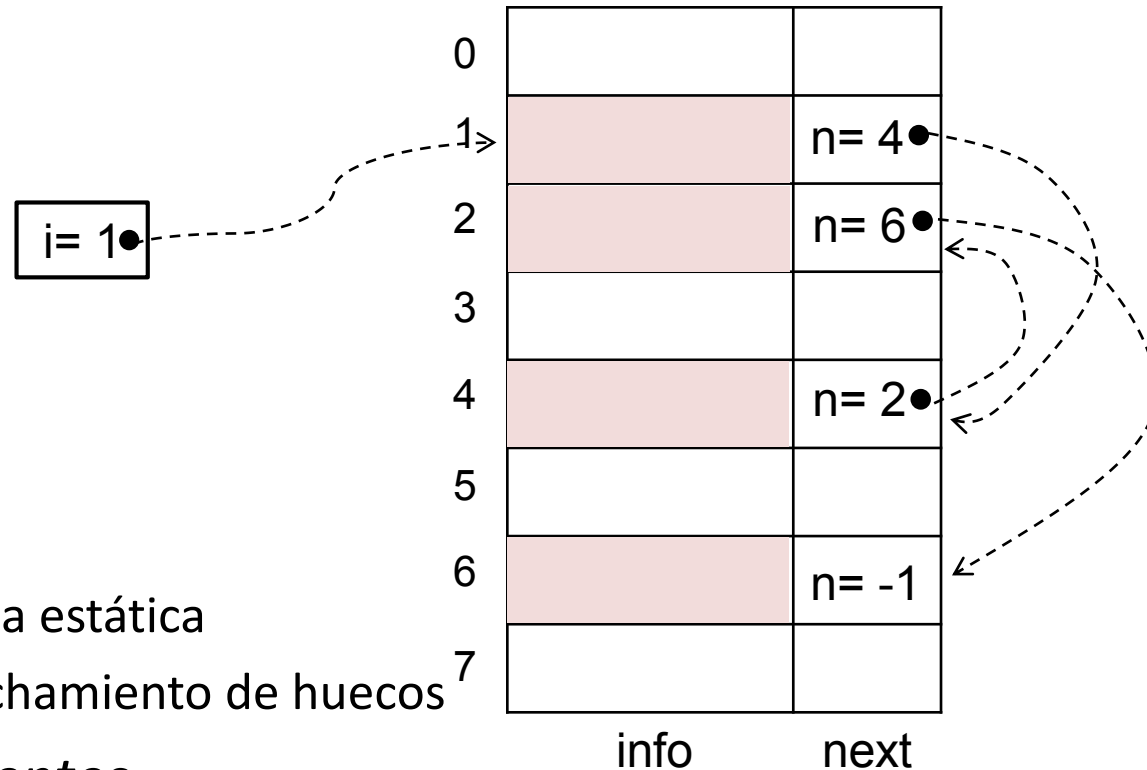 0
1 n= 4
i= 1
2 n= 6
3
4 n= 2
5
6 n= -1
a estática
7
chamiento de huecos
info next